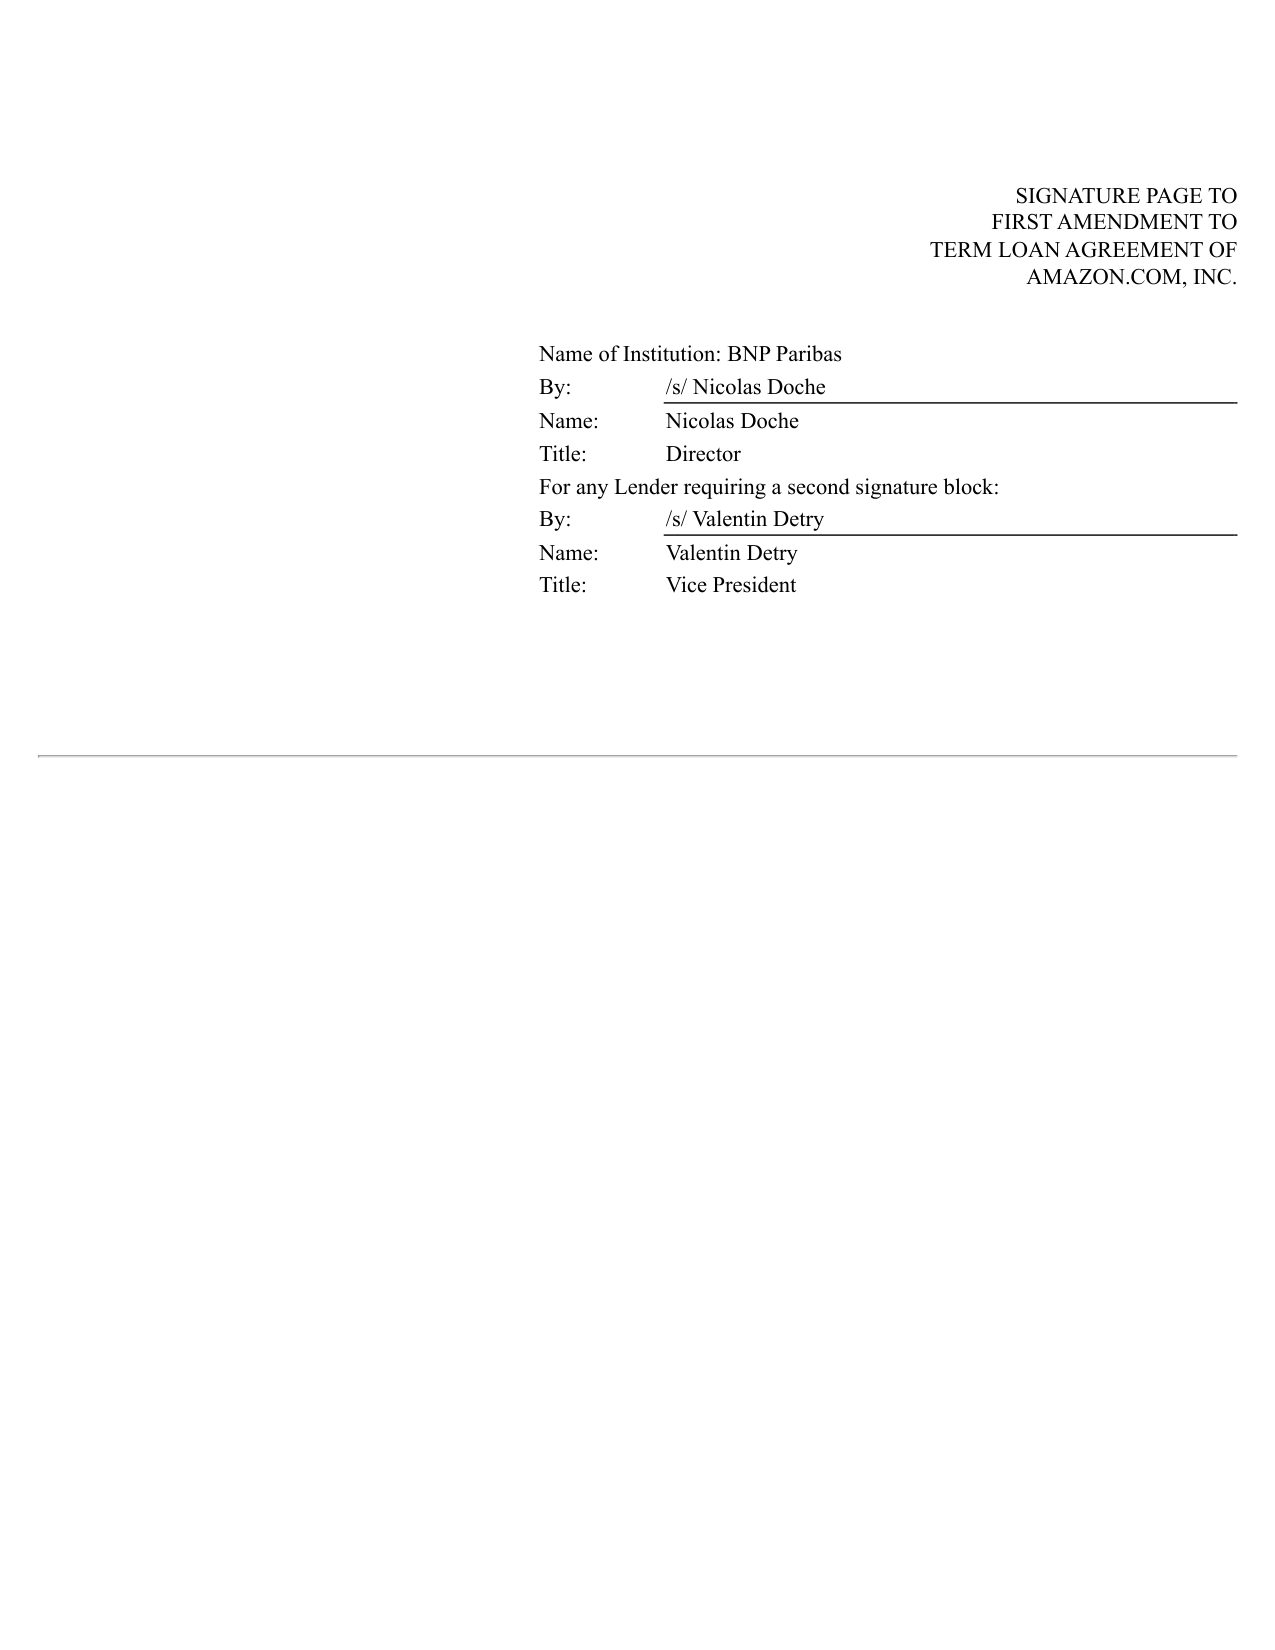 SIGNATURE PAGE TO
FIRST AMENDMENT TO
TERM LOAN AGREEMENT OF
AMAZON.COM, INC.
Name of Institution: BNP Paribas
By: /s/ Nicolas Doche
Name: Nicolas Doche
Title: Director
For any Lender requiring a second signature block:
By: /s/ Valentin Detry
Name: Valentin Detry
Title: Vice President